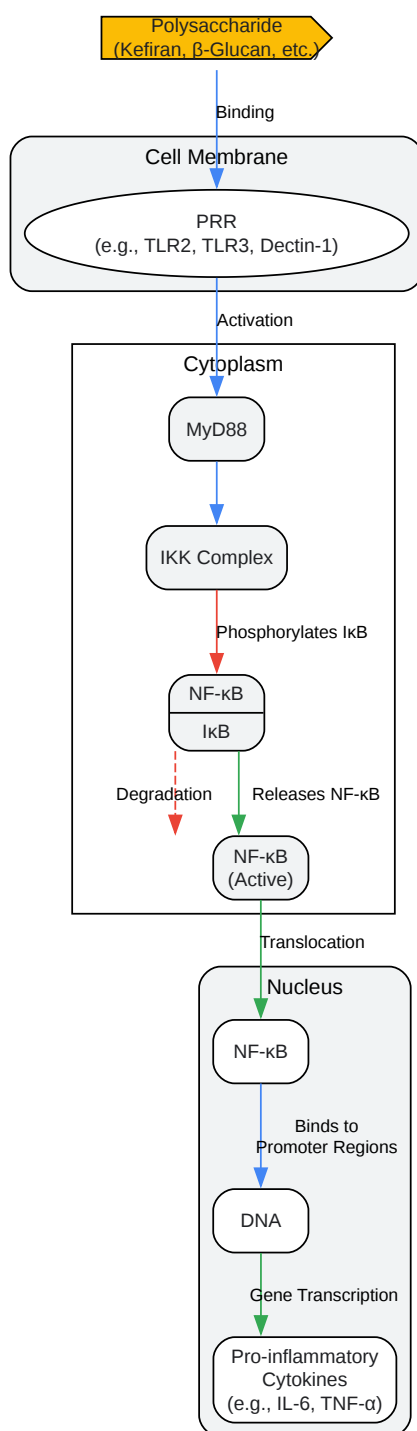 Polysaccharide
(Kefiran, β-Glucan, etc.)
Binding
Cell Membrane
PRR
(e.g., TLR2, TLR3, Dectin-1)
Activation
Cytoplasm
MyD88
IKK Complex
Phosphorylates IκB
NF-κB
IκB
Degradation
Releases NF-κB
NF-κB
(Active)
Translocation
Nucleus
NF-κB
Binds to
Promoter Regions
DNA
Gene Transcription
Pro-inflammatory
Cytokines
(e.g., IL-6, TNF-α)